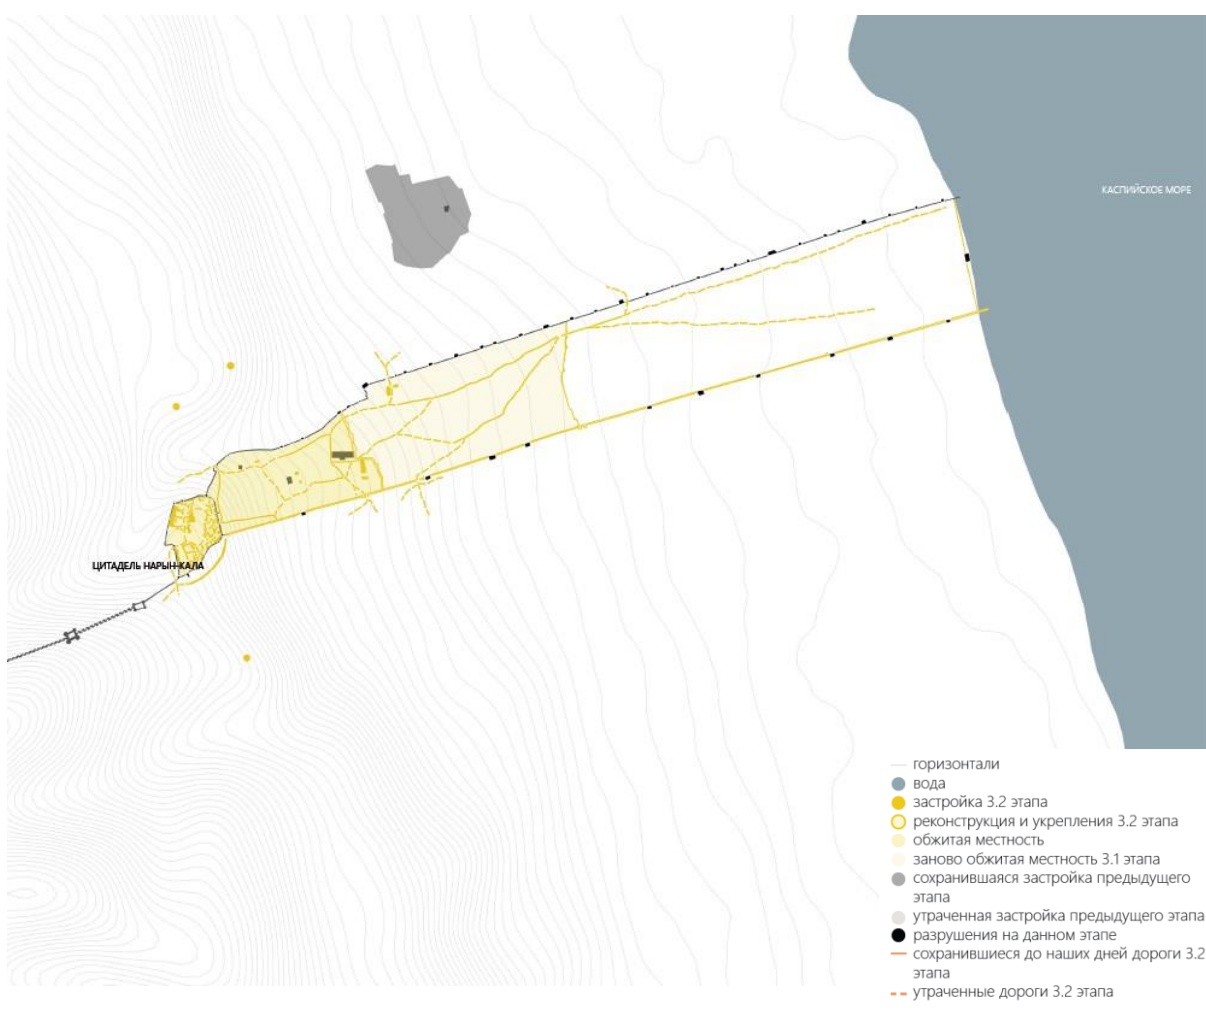 КАСПИЙСКОЕ МОРЕ
ЦИТАДЕЛЬ НАРЫН-КАЛА
горизонтали
вода
застройка 3.2 этапа
реконструкция и укрепления 3.2 этапа
обжитая местность
заново обжитая местность 3.1 этапа
сохранившаяся застройка предыдущего
этапа
утраченная застройка предыдущего этапа
разрушения на данном этапе
сохранившиеся до наших дней дороги 3.2
этапа
утраченные дороги 3.2 этапа